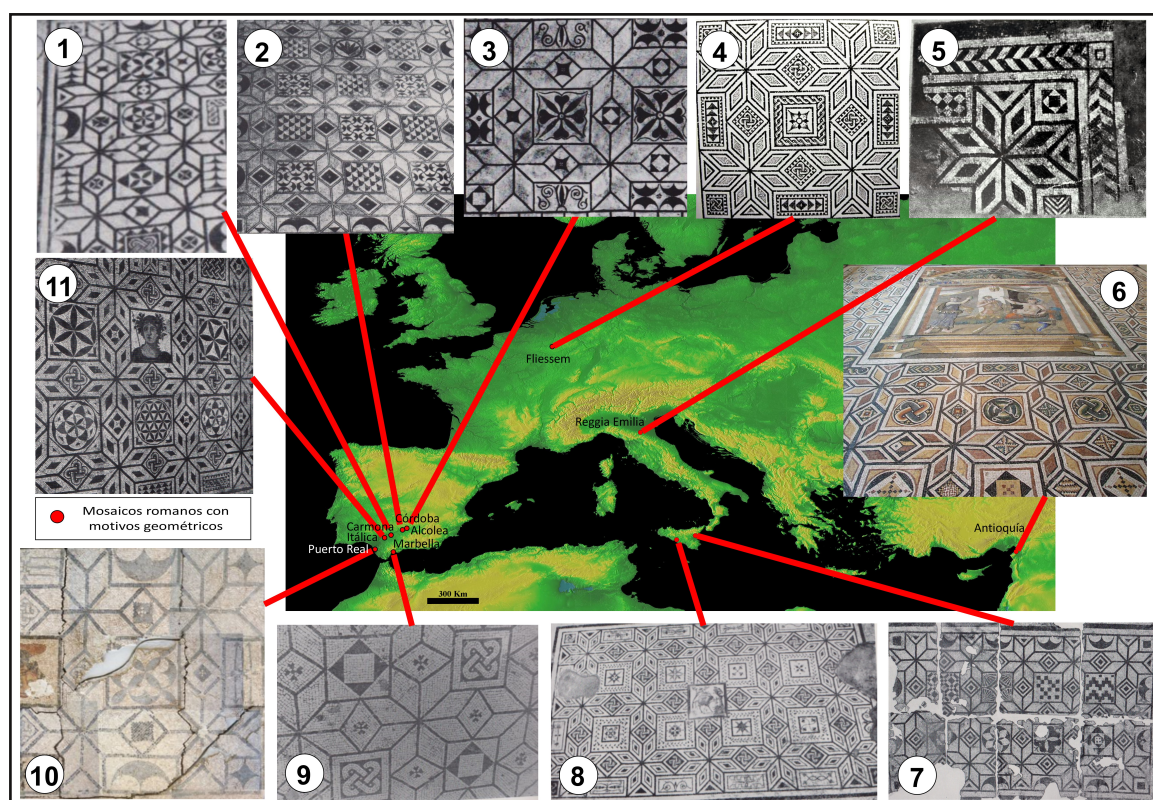 1
2
3
4
5
6
11
Fliessem
Reggia Emilia
Mosaicos romanos con
motivos geométricos
Córdoba
Carmona
Alcolea
Itálica
Puerto Real
Marbella
Antioquía
300 Km
10
9
8
7